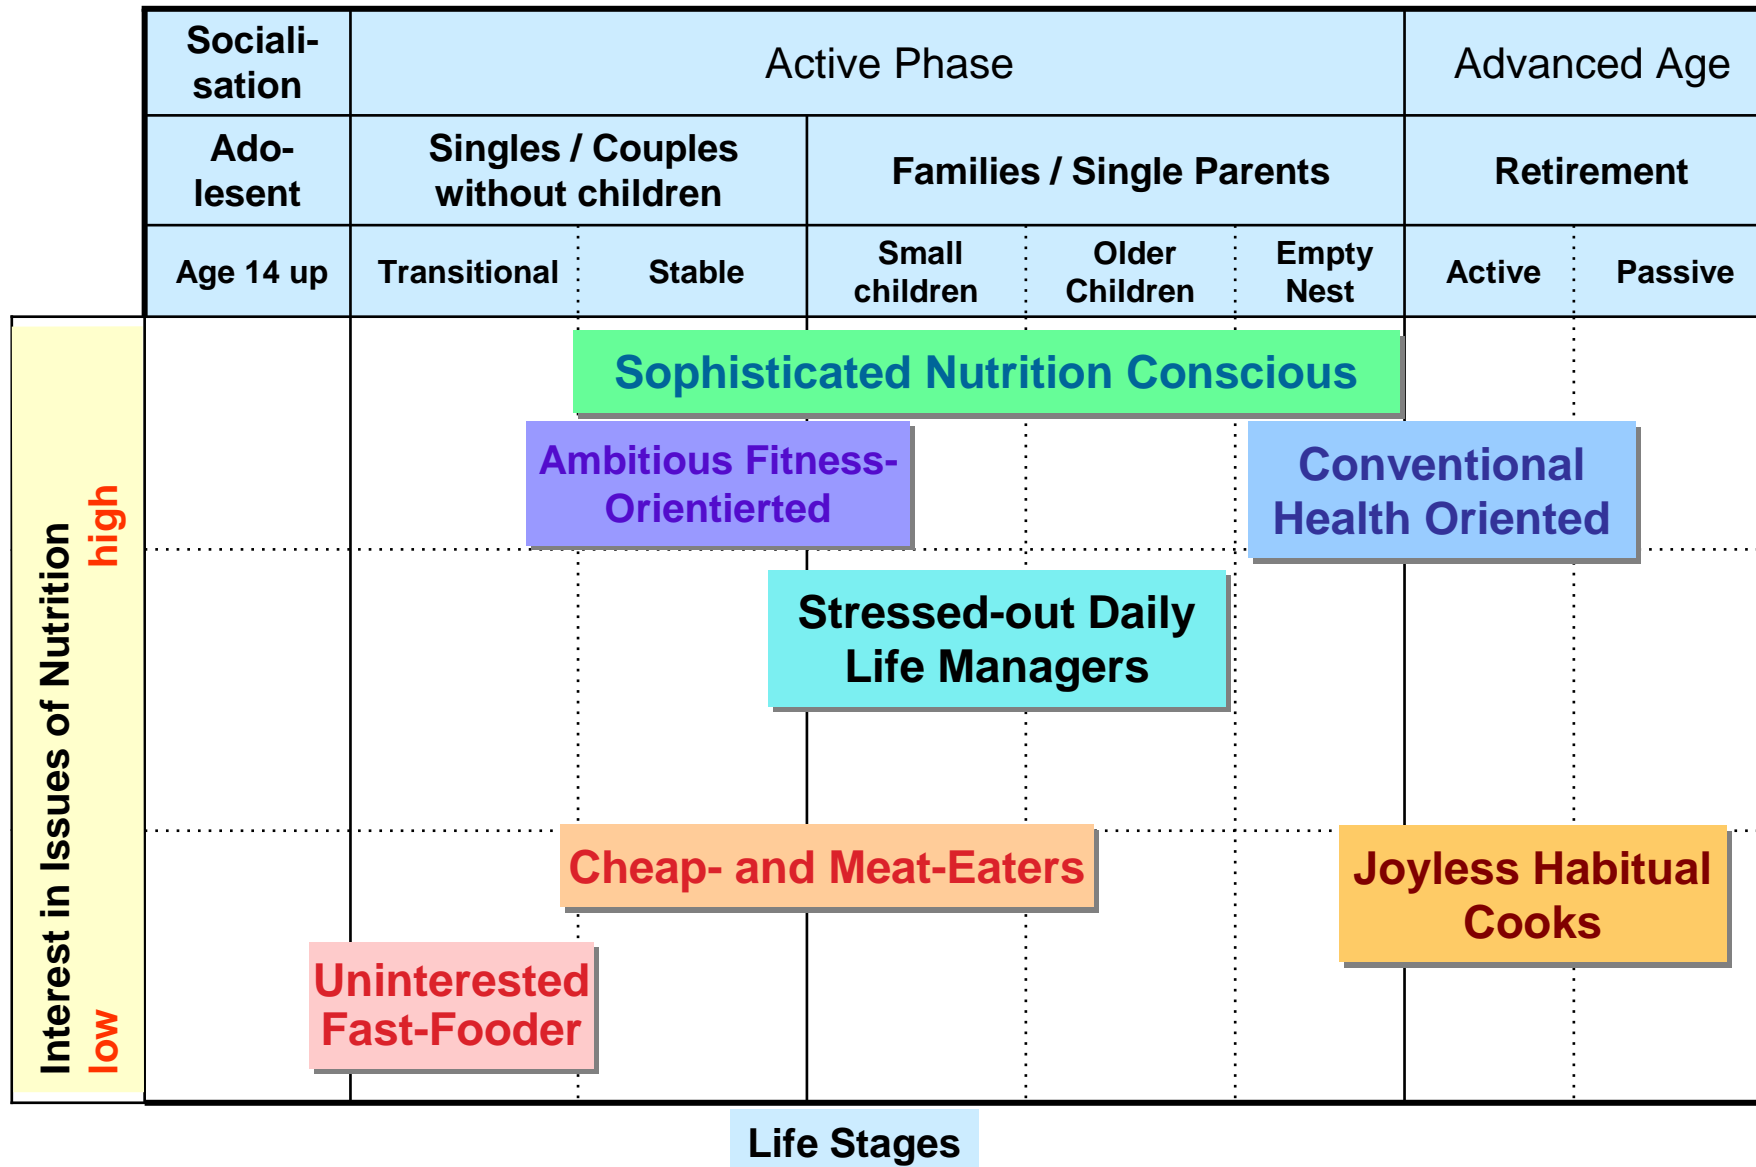 Sociali-
sation
Active Phase
Advanced Age
Ado-
lesent
Singles / Couples
without children
Families / Single Parents
Retirement
Age 14 up
Transitional
Stable
Small
children
Older
Children
Empty
Nest
Active
Passive
Interest in Issues of Nutrition
high
low
Sophisticated Nutrition Conscious
Ambitious Fitness-
Orientierted
Conventional
Health Oriented
Stressed-out Daily
Life Managers
Cheap- and Meat-Eaters
Joyless Habitual
Cooks
Uninterested
Fast-Fooder
Life Stages